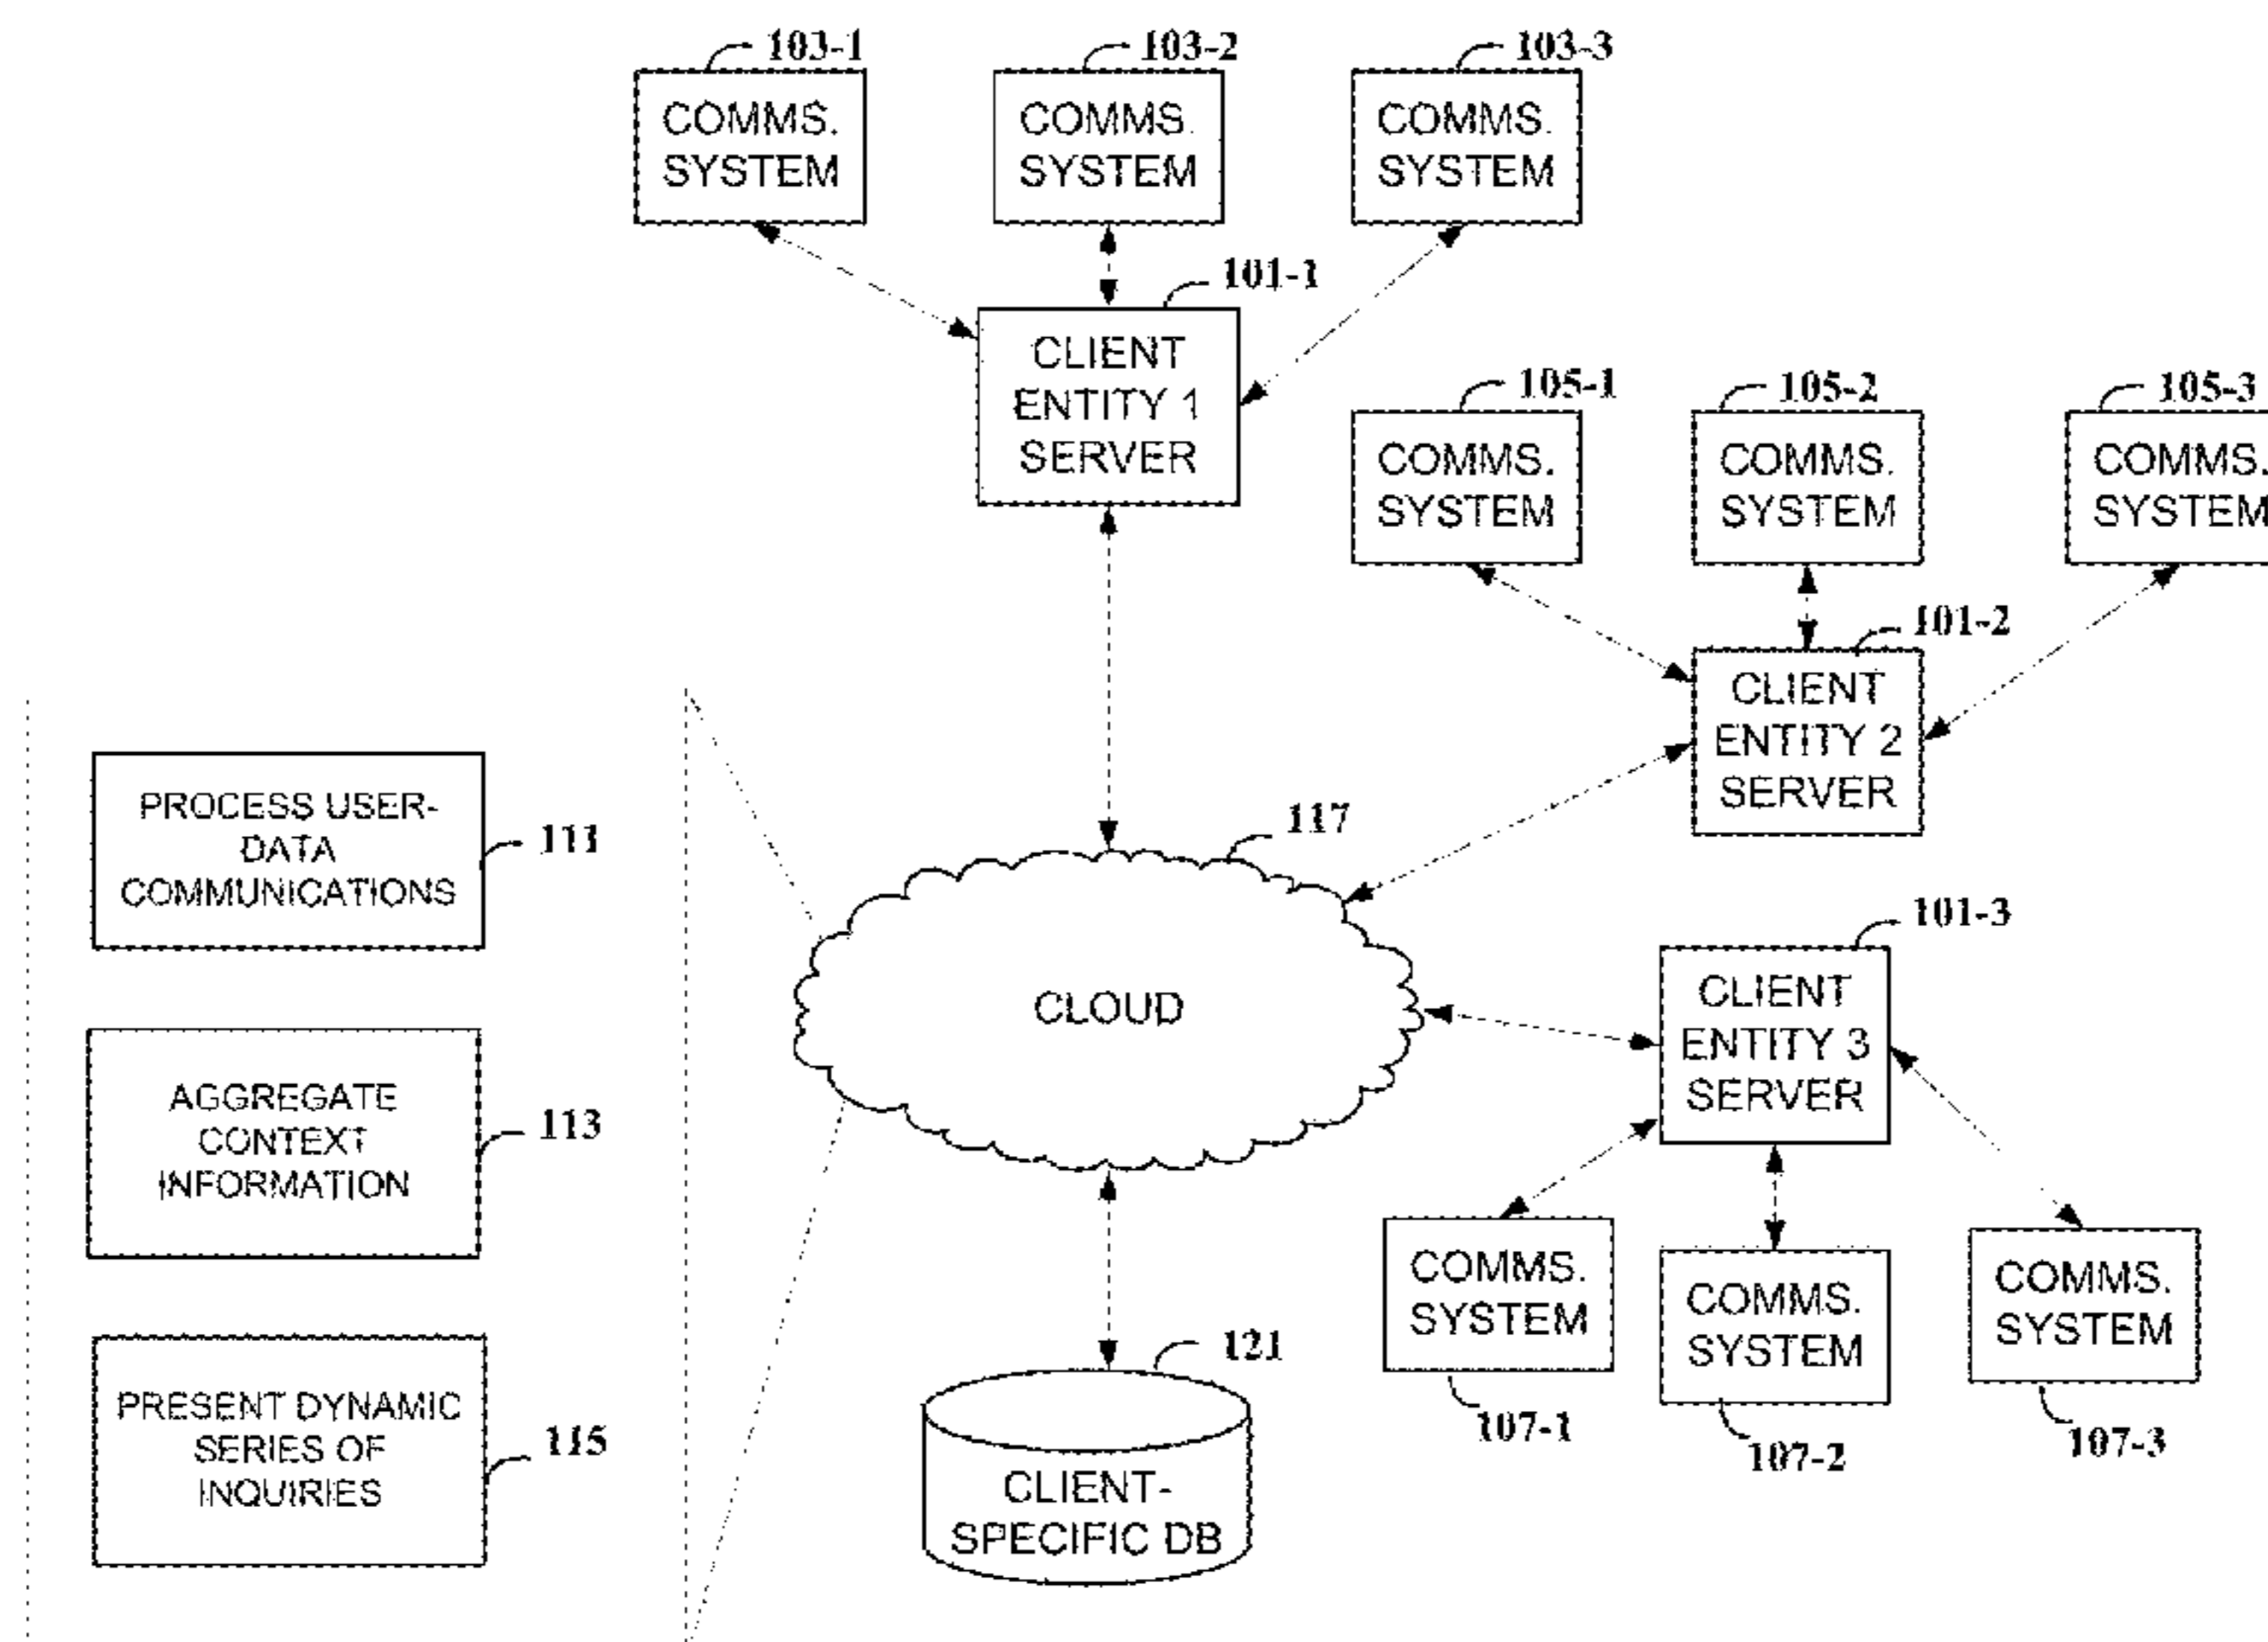 103-1
103-2
103-3
COMMS.
SYSTEM
COMMS.
SYSTEM
COMMS.
SYSTEM
101-1
CLIENT
ENTITY 1
SERVER
105-1
105-2
105-3
COMMS.
SYSTEM
COMMS.
SYSTEM
COMMS.
SYSTEM
101-2
CLIENT
ENTITY 2
SERVER
PROCESS USER-
DATA
COMMUNICATIONS
111
117
CLOUD
101-3
CLIENT
ENTITY 3
SERVER
AGGREGATE
CONTEXT
INFORMATION
113
COMMS.
SYSTEM
107-1
COMMS.
SYSTEM
107-2
COMMS.
SYSTEM
107-3
PRESENT DYNAMIC
SERIES OF
INQUIRIES
115
121
CLIENT-
SPECIFIC DB